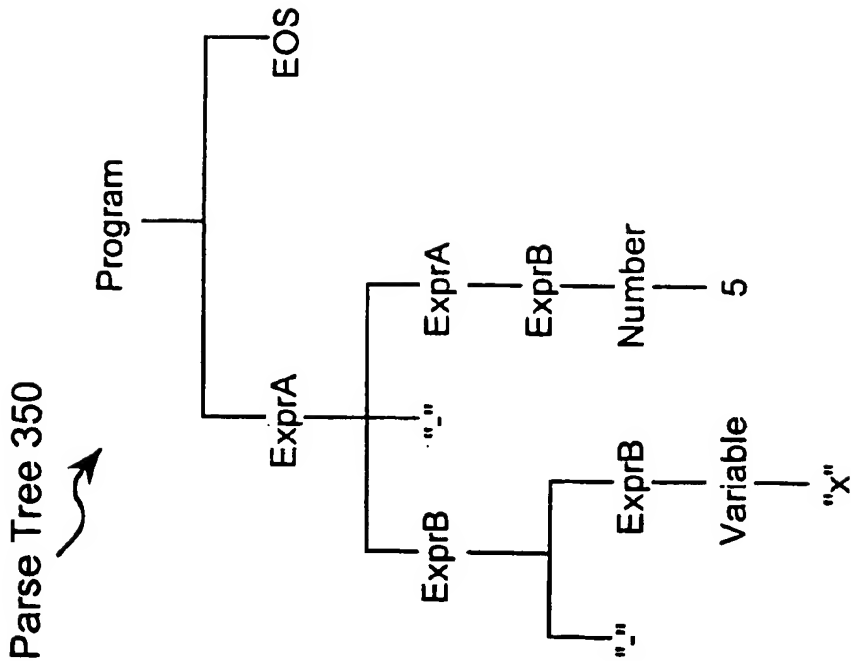 Parse Tree 350
Program
ExprA
EOS
ExprB
"-"
ExprA
"-"
ExprB
ExprB
Variable
Number
"x"
5